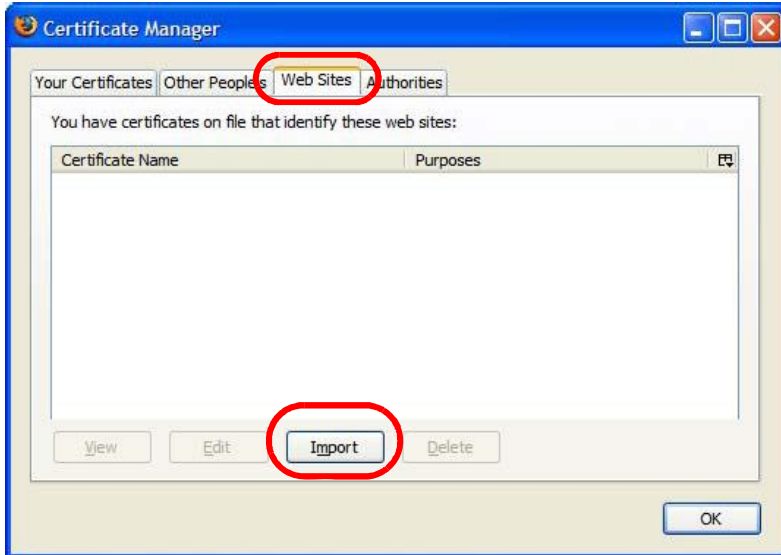 Certificate Manager
Your Certificates Other People's Web Sites Authorities
You have certificates on file that identify these web sites:
Certificate Name Purposes
View Edit Import Delete
OK